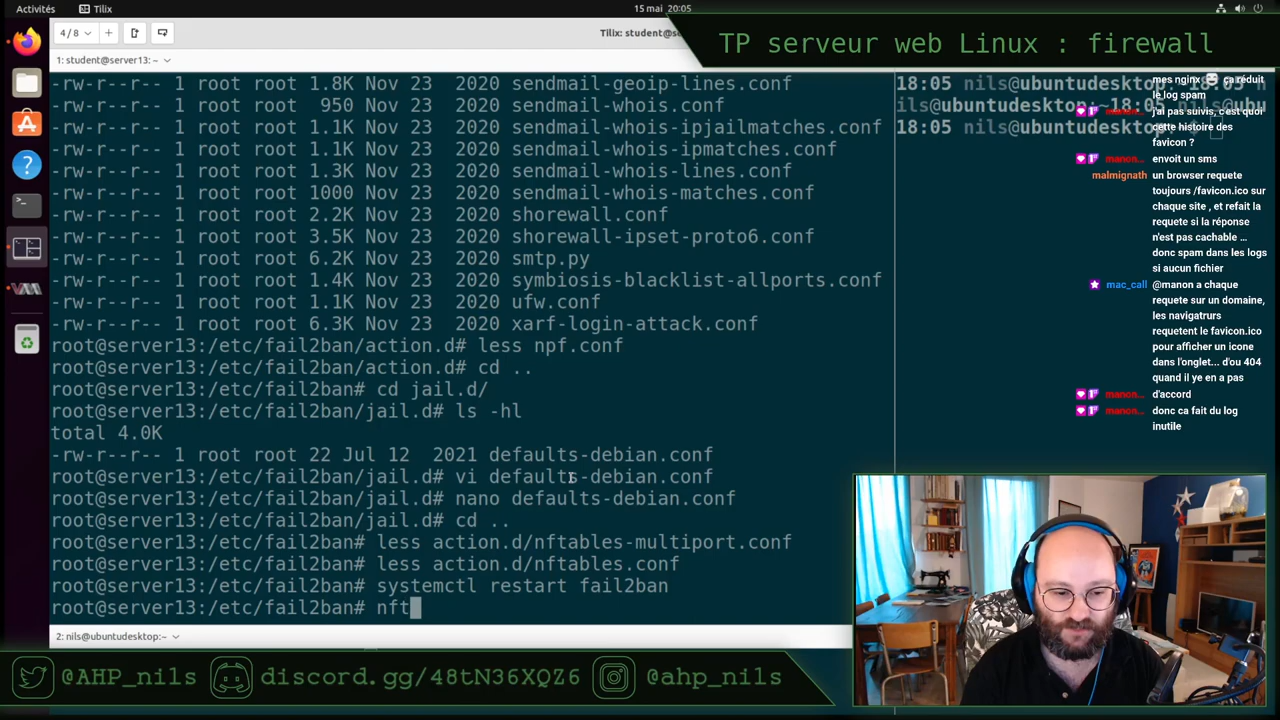 Activités
Tilix
15 mai 20:05
4/8
Tilix: student@se
TP serveur web Linux : firewall
1: student@server13: ~
-rw-r--r-- 1 root root 1.8K Nov 23  2020 sendmail-geoip-lines.conf
-rw-r--r-- 1 root root  950 Nov 23  2020 sendmail-whois.conf
-rw-r--r-- 1 root root 1.1K Nov 23  2020 sendmail-whois-ipjailmatches.conf
-rw-r--r-- 1 root root 1.1K Nov 23  2020 sendmail-whois-ipmatches.conf
-rw-r--r-- 1 root root 1.3K Nov 23  2020 sendmail-whois-lines.conf
-rw-r--r-- 1 root root 1000 Nov 23  2020 sendmail-whois-matches.conf
-rw-r--r-- 1 root root 2.2K Nov 23  2020 shorewall.conf
-rw-r--r-- 1 root root 3.5K Nov 23  2020 shorewall-ipset-proto6.conf
-rw-r--r-- 1 root root 6.2K Nov 23  2020 smtp.py
-rw-r--r-- 1 root root 1.4K Nov 23  2020 symbiosis-blacklist-allports.conf
-rw-r--r-- 1 root root 1.1K Nov 23  2020 ufw.conf
-rw-r--r-- 1 root root 6.3K Nov 23  2020 xarf-login-attack.conf
root@server13:/etc/fail2ban/action.d# less npf.conf
root@server13:/etc/fail2ban/action.d# cd ..
root@server13:/etc/fail2ban# cd jail.d/
root@server13:/etc/fail2ban/jail.d# ls -hl
total 4.0K
-rw-r--r-- 1 root root 22 Jul 12  2021 defaults-debian.conf
root@server13:/etc/fail2ban/jail.d# vi defaults-debian.conf
root@server13:/etc/fail2ban/jail.d# nano defaults-debian.conf
root@server13:/etc/fail2ban/jail.d# cd ..
root@server13:/etc/fail2ban# less action.d/nftables-multiport.conf
root@server13:/etc/fail2ban# less action.d/nftables.conf
root@server13:/etc/fail2ban# systemctl restart fail2ban
root@server13:/etc/fail2ban# nft
2: nils@ubuntudesktop:~
18:05 nils@ubuntudesktop:
ils@ubuntudesktop:~18:05
18:05 nils@ubuntudesktop:
mes nginx ça réduit
le log spam
manon... j'ai pas suivis, c'est quoi
cette histoire des
favicon ?
manon... envoit un sms
malmignath un browser requete
toujours /favicon.ico sur
chaque site , et refait la
requete si la réponse
n'est pas cachable ...
donc spam dans les logs
si aucun fichier
mac_call @manon a chaque
requete sur un domaine,
les navigatrurs
requetent le favicon.ico
pour afficher un icone
dans l'onglet... d'ou 404
quand il ye en a pas
manon... d'accord
manon... donc ca fait du log
inutile
@AHP_nils
discord.gg/48tN36XQZ6
@ahp_nils